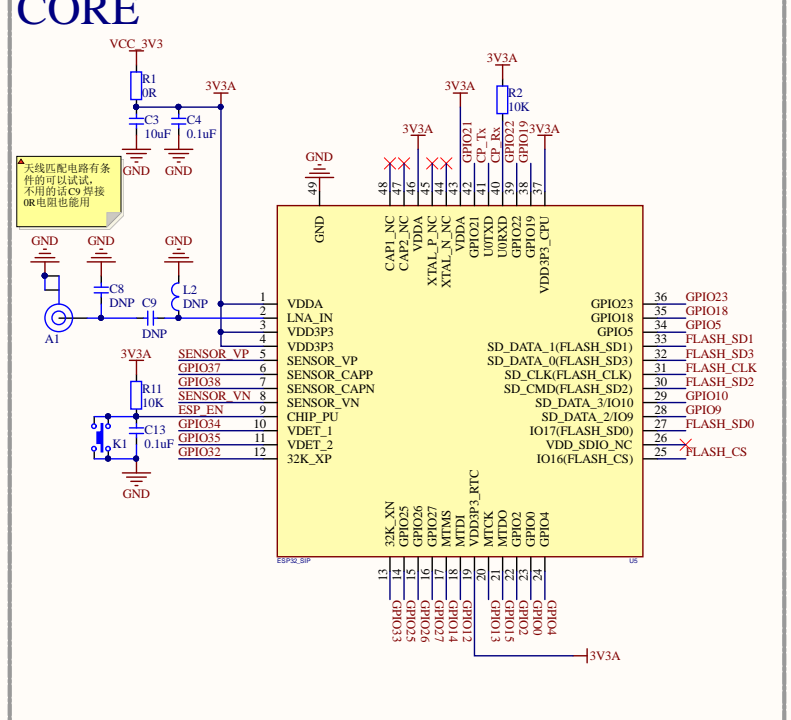 CORE
VCC_3V3
R1
0R
3V3A
C3
10uF
C4
0.1uF
GND
GND
天线匹配电路有条
件的可以试试,
不用的话C9 焊接
0R电阻也能用
GND
GND
GND
C8
DNP
C9
DNP
L2
DNP
A1
3V3A
R11
10K
K1
C13
0.1uF
GND
GND
3V3A
3V3A
3V3A
R2
10K
3V3A
GPIO21
CP_Tx
CP_Rx
GPIO22
GPIO19
49
48
47
46
45
44
43
42
41
40
39
38
37
GND
CAP1_NC
CAP2_NC
VDDA
XTAL_P_NC
XTAL_N_NC
VDDA
GPIO21
U0TXD
U0RXD
GPIO22
GPIO19
VDD3P3_CPU
1 VDDA
2 LNA_IN
3 VDD3P3
4 VDD3P3
SENSOR_VP 5 SENSOR_VP
GPIO37 6 SENSOR_CAPP
GPIO38 7 SENSOR_CAPN
SENSOR_VN 8 SENSOR_VN
ESP_EN 9 CHIP_PU
GPIO34 10 VDET_1
GPIO35 11 VDET_2
GPIO32 12 32K_XP
GPIO23 36 GPIO23
GPIO18 35 GPIO18
GPIO5 34 GPIO5
SD_DATA_1(FLASH_SD1) 33 FLASH_SD1
SD_DATA_0(FLASH_SD3) 32 FLASH_SD3
SD_CLK(FLASH_CLK) 31 FLASH_CLK
SD_CMD(FLASH_SD2) 30 FLASH_SD2
SD_DATA_3/IO10 29 GPIO10
SD_DATA_2/IO9 28 GPIO9
IO17(FLASH_SD0) 27 FLASH_SD0
VDD_SDIO_NC 26
IO16(FLASH_CS) 25 FLASH_CS
32K_XN
GPIO25
GPIO26
GPIO27
MTMS
MTDI
VDD3P3_RTC
MTCK
MTDO
GPIO2
GPIO0
GPIO4
ESP32_SIP
U5
13
14
15
16
17
18
19
20
21
22
23
24
GPIO33
GPIO25
GPIO26
GPIO27
GPIO14
GPIO12
GPIO13
GPIO15
GPIO2
GPIO0
GPIO4
3V3A